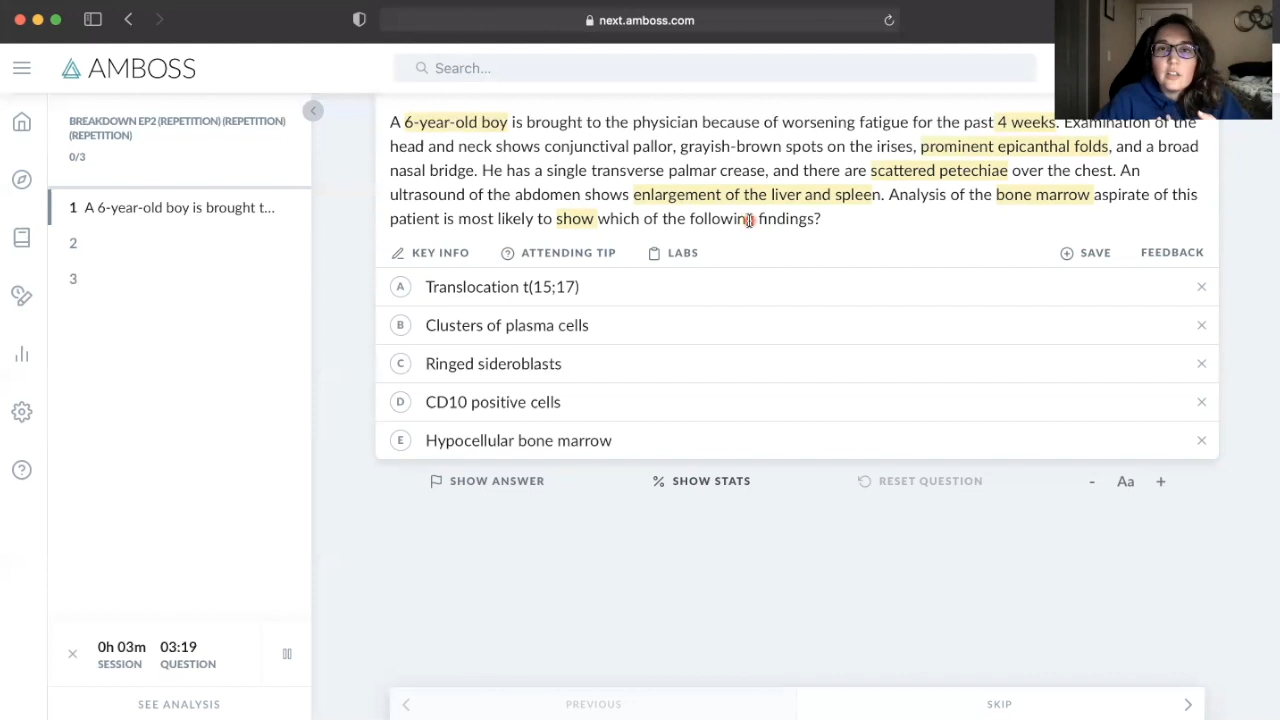 next.amboss.com
AMBOSS
Search...
BREAKDOWN EP2 (REPETITION) (REPETITION)
(REPETITION)
0/3
1 A 6-year-old boy is brought t...
2
3
0h 03m 03:19
SESSION QUESTION
SEE ANALYSIS
A 6-year-old boy is brought to the physician because of worsening fatigue for the past 4 weeks. Examination of the
head and neck shows conjunctival pallor, grayish-brown spots on the irises, prominent epicanthal folds, and a broad
nasal bridge. He has a single transverse palmar crease, and there are scattered petechiae over the chest. An
ultrasound of the abdomen shows enlargement of the liver and spleen. Analysis of the bone marrow aspirate of this
patient is most likely to show which of the following findings?
KEY INFO ATTENDING TIP LABS SAVE FEEDBACK
A Translocation t(15;17)
B Clusters of plasma cells
C Ringed sideroblasts
D CD10 positive cells
E Hypocellular bone marrow
SHOW ANSWER % SHOW STATS RESET QUESTION - Aa +
PREVIOUS SKIP